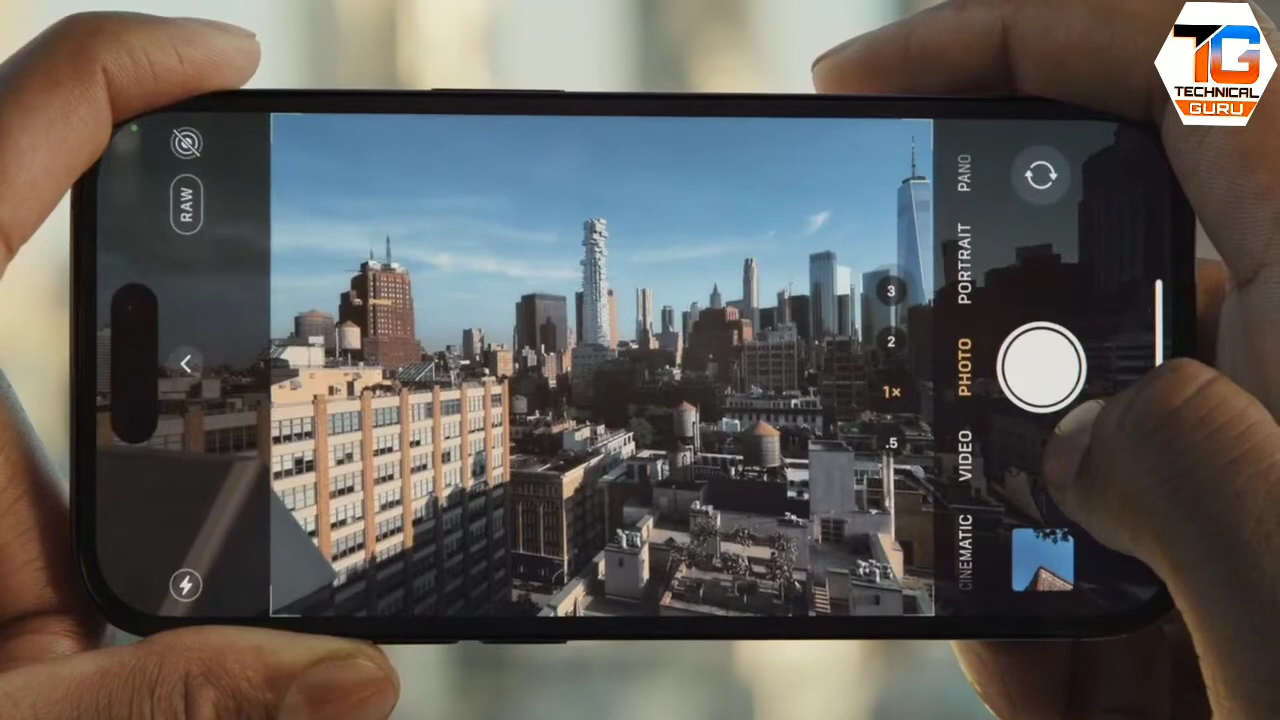 TG
TECHNICAL
GURU
RAW
3
2
1×
.5
PANO
PORTRAIT
PHOTO
VIDEO
CINEMATIC